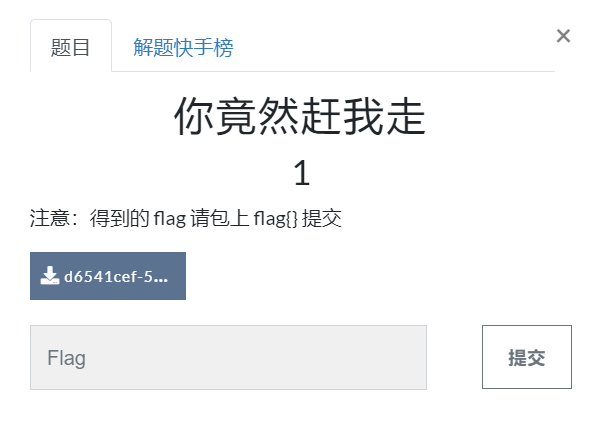 题目 解题快手榜 ×
你竟然赶我走
1
注意：得到的 flag 请包上 flag{} 提交
d6541cef-5...
Flag 提交